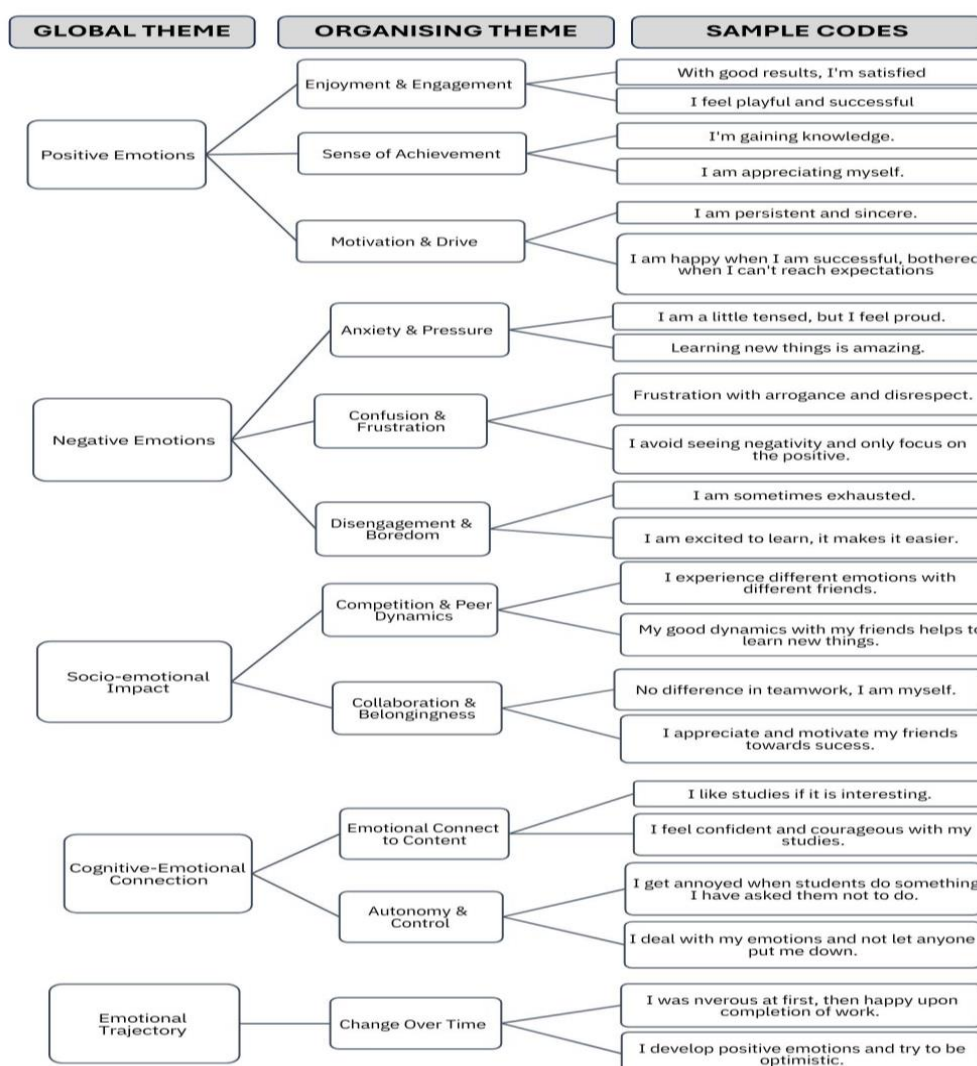 GLOBAL THEME
ORGANISING THEME
SAMPLE CODES
Positive Emotions
Enjoyment & Engagement
With good results, I'm satisfied
I feel playful and successful
Sense of Achievement
I'm gaining knowledge.
I am appreciating myself.
Motivation & Drive
I am persistent and sincere.
I am happy when I am successful, bothered
when I can't reach expectations
Negative Emotions
Anxiety & Pressure
I am a little tensed, but I feel proud.
Learning new things is amazing.
Confusion &
Frustration
Frustration with arrogance and disrespect.
I avoid seeing negativity and only focus on
the positive.
Disengagement &
Boredom
I am sometimes exhausted.
I am excited to learn, it makes it easier.
Socio-emotional
Impact
Competition & Peer
Dynamics
I experience different emotions with
different friends.
My good dynamics with my friends helps to
learn new things.
Collaboration &
Belongingness
No difference in teamwork, I am myself.
I appreciate and motivate my friends
towards sucess.
Cognitive-Emotional
Connection
Emotional Connect
to Content
I like studies if it is interesting.
I feel confident and courageous with my
studies.
Autonomy &
Control
I get annoyed when students do something
I have asked them not to do.
I deal with my emotions and not let anyone
put me down.
Emotional
Trajectory
Change Over Time
I was nverous at first, then happy upon
completion of work.
I develop positive emotions and try to be
optimistic.